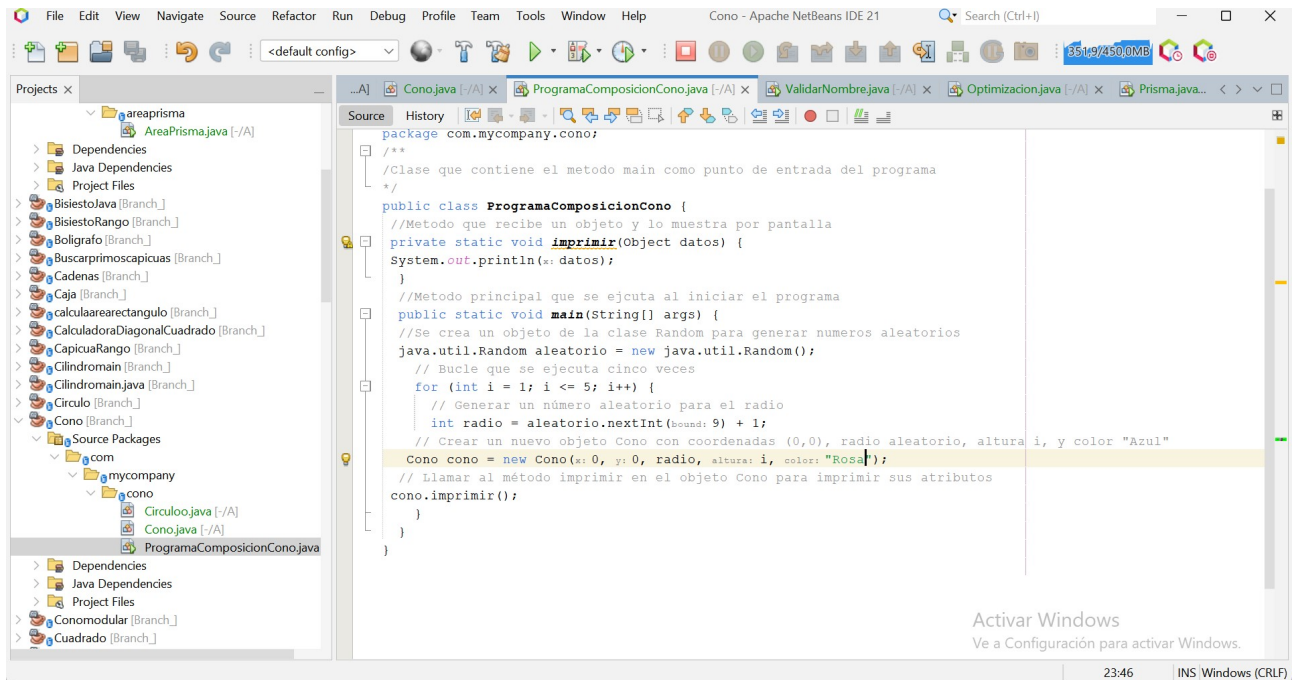 File Edit View Navigate Source Refactor Run Debug Profile Team Tools Window Help Cono - Apache NetBeans IDE 21 Search (Ctrl+I)
<default config> 351,9/450,0MB
Projects
...A] Cono.java [-/A] ProgramaComposicionCono.java [-/A] ValidarNombre.java [-/A] Optimizacion.java [-/A] Prisma.java...
areaprisma
AreaPrisma.java [-/A]
Dependencies
Java Dependencies
Project Files
BisiestoJava [Branch_]
BisiestoRango [Branch_]
Boligrafo [Branch_]
Buscarprimoscapicuas [Branch_]
Cadenas [Branch_]
Caja [Branch_]
calculaarearectangulo [Branch_]
CalculadoraDiagonalCuadrado [Branch_]
CapicuaRango [Branch_]
Cilindromain [Branch_]
Cilindromain.java [Branch_]
Circulo [Branch_]
Cono [Branch_]
Source Packages
com
mycompany
cono
Circuloo.java [-/A]
Cono.java [-/A]
ProgramaComposicionCono.java
Dependencies
Java Dependencies
Project Files
Conomodular [Branch_]
Cuadrado [Branch_]
Source History
package com.mycompany.cono;
/**
/Clase que contiene el metodo main como punto de entrada del programa
*/
public class ProgramaComposicionCono {
//Metodo que recibe un objeto y lo muestra por pantalla
private static void imprimir(Object datos) {
System.out.println(x: datos);
}
//Metodo principal que se ejcuta al iniciar el programa
public static void main(String[] args) {
//Se crea un objeto de la clase Random para generar numeros aleatorios
java.util.Random aleatorio = new java.util.Random();
// Bucle que se ejecuta cinco veces
for (int i = 1; i <= 5; i++) {
// Generar un número aleatorio para el radio
int radio = aleatorio.nextInt(bound: 9) + 1;
// Crear un nuevo objeto Cono con coordenadas (0,0), radio aleatorio, altura i, y color "Azul"
Cono cono = new Cono(x: 0, y: 0, radio, altura: i, color: "Rosa");
// Llamar al método imprimir en el objeto Cono para imprimir sus atributos
cono.imprimir();
}
}
}
Activar Windows
Ve a Configuración para activar Windows.
23:46 INS Windows (CRLF)